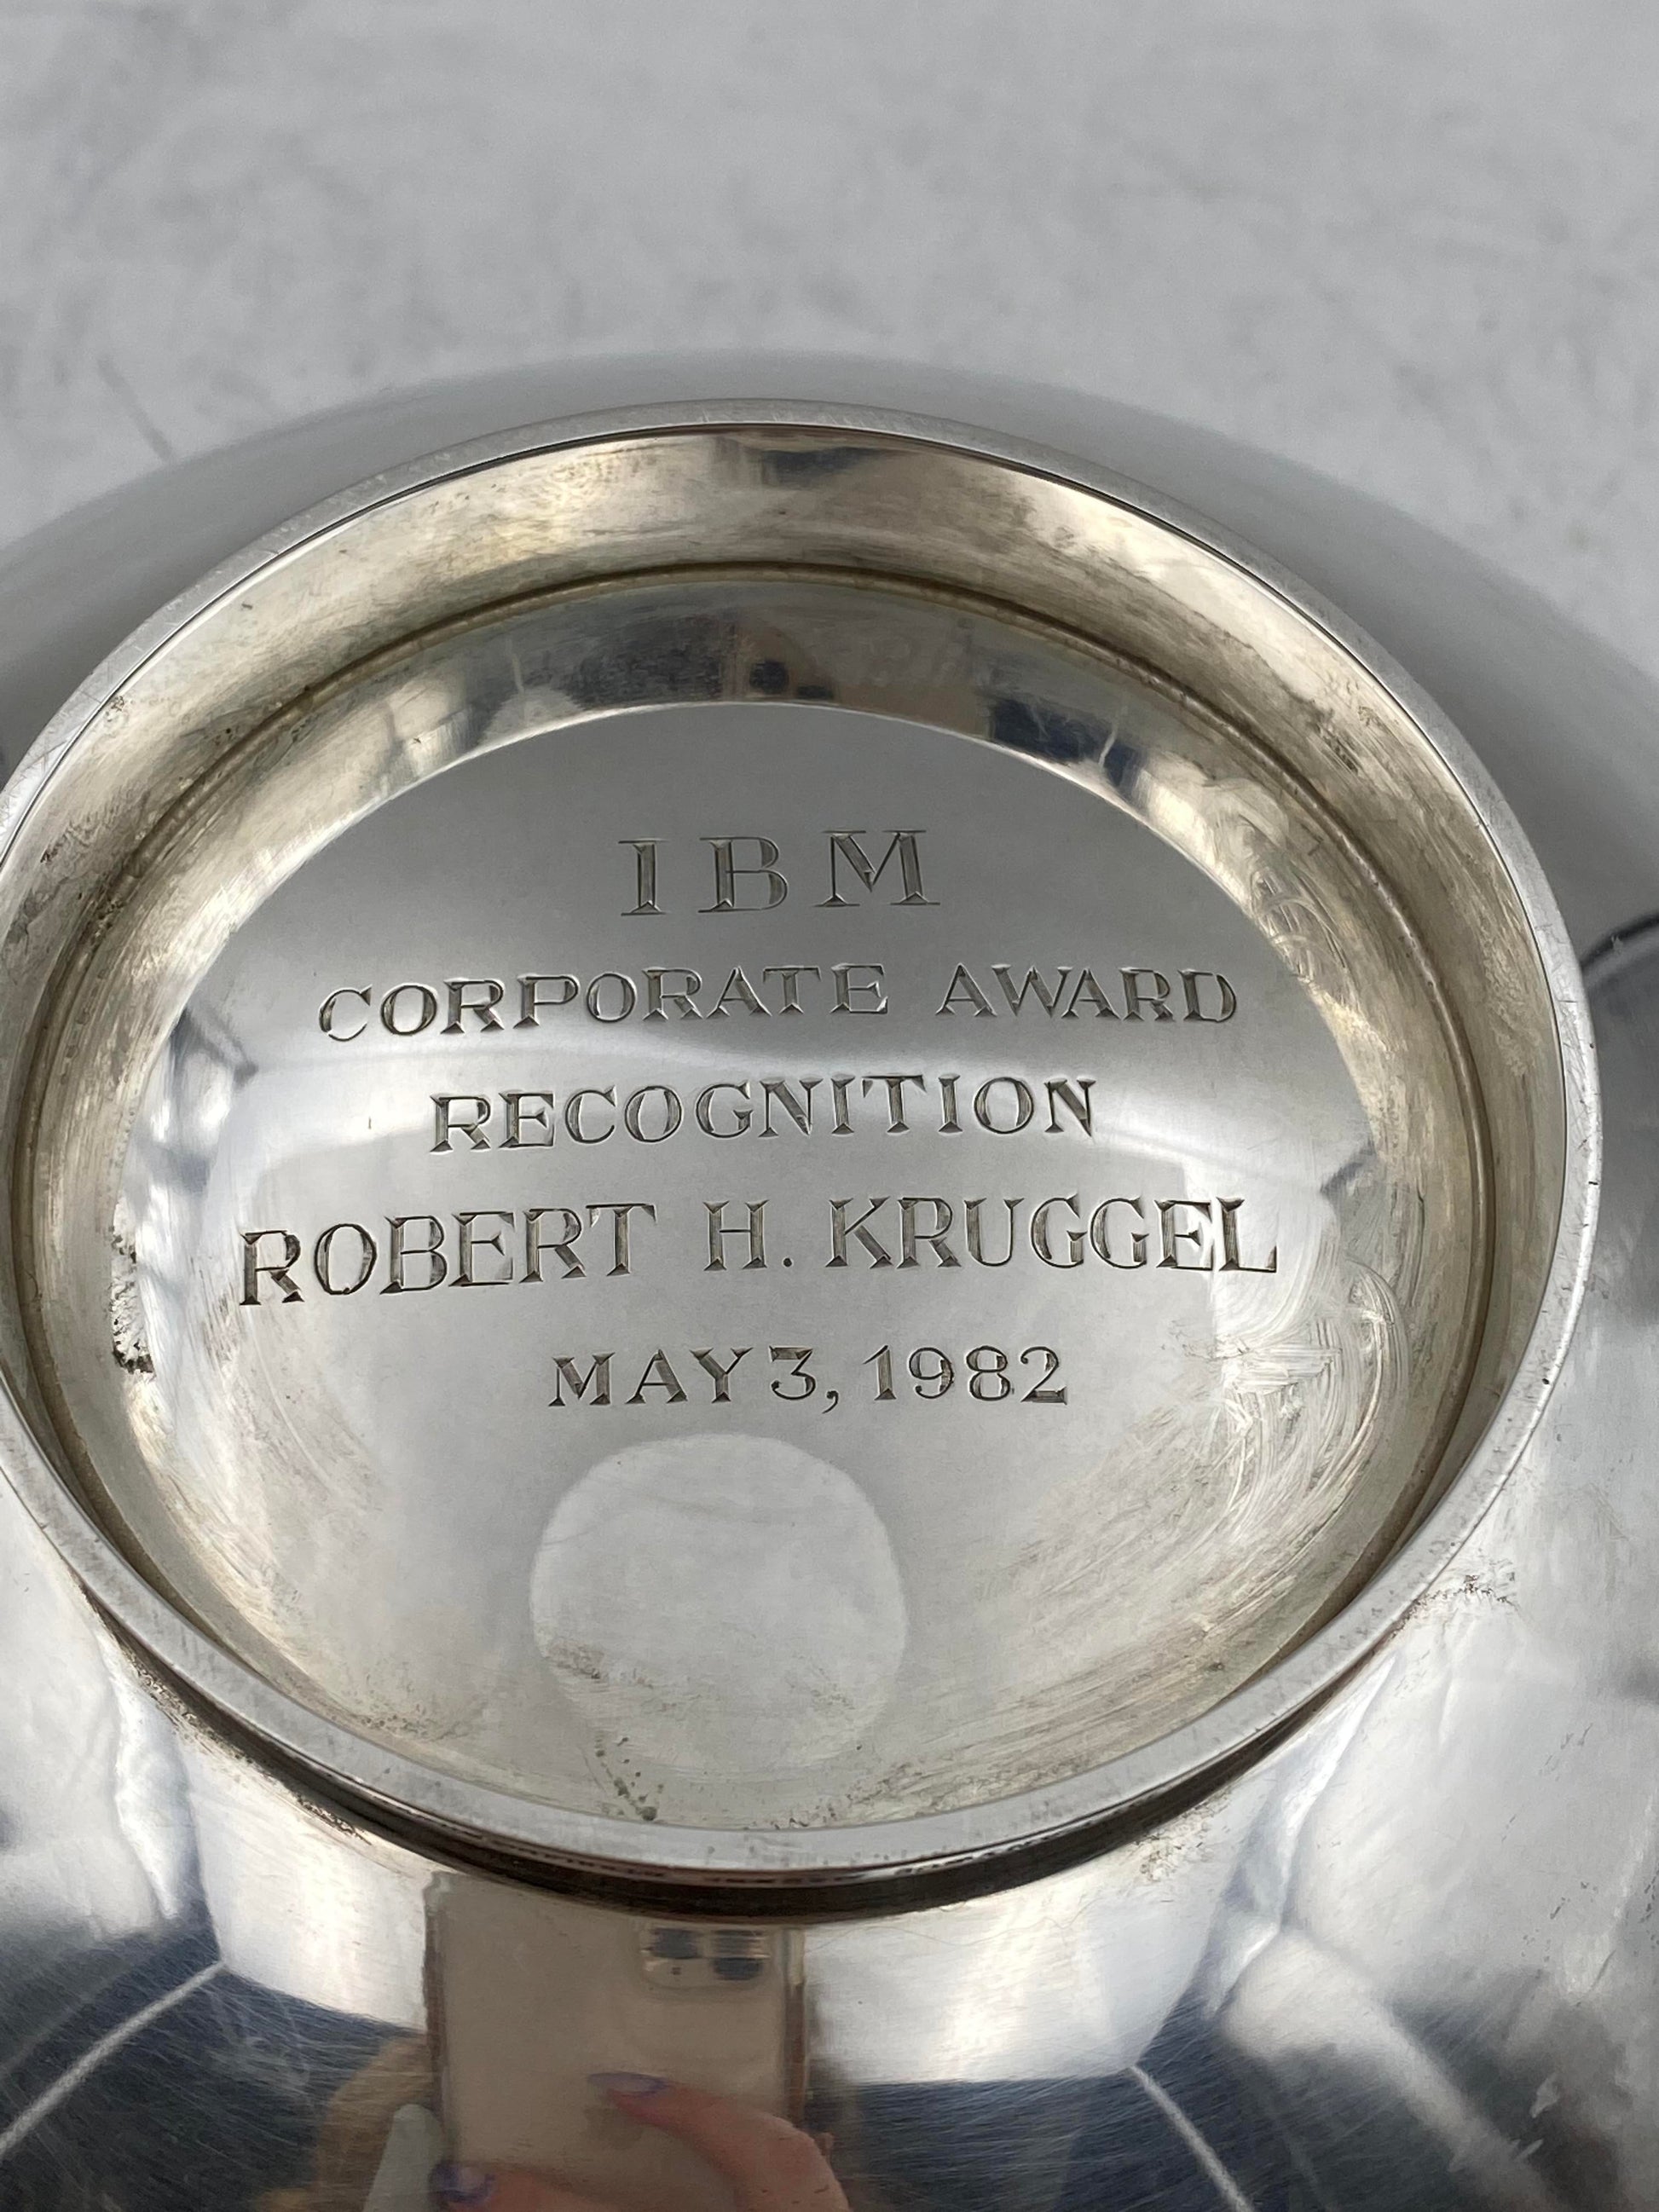 IBM
CORPORATE AWARD
RECOGNITION
ROBERT H. KRUGGEL
MAY 3, 1982